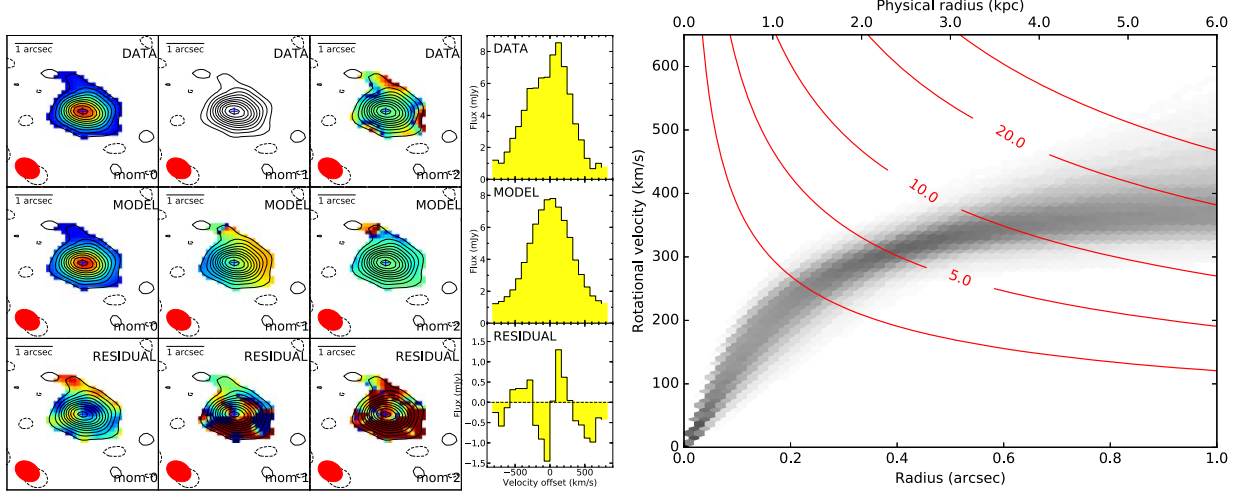 1 arcsec
DATA
mom-0
1 arcsec
DATA
mom-1
1 arcsec
DATA
mom-2
1 arcsec
MODEL
mom-0
1 arcsec
MODEL
mom-1
1 arcsec
MODEL
mom-2
1 arcsec
RESIDUAL
mom-0
1 arcsec
RESIDUAL
mom-1
1 arcsec
RESIDUAL
mom-2
DATA
8
6
4
2
0
Flux (mJy)
MODEL
8
6
4
2
0
Flux (mJy)
RESIDUAL
1.5
1.0
0.5
0.0
−0.5
−1.0
−1.5
Flux (mJy)
−500 0 500
Velocity offset (km/s)
Physical radius (kpc)
0.0 1.0 2.0 3.0 4.0 5.0 6.0
600
500
400
300
200
100
0
Rotational velocity (km/s)
20.0
10.0
5.0
0.0 0.2 0.4 0.6 0.8 1.0
Radius (arcsec)